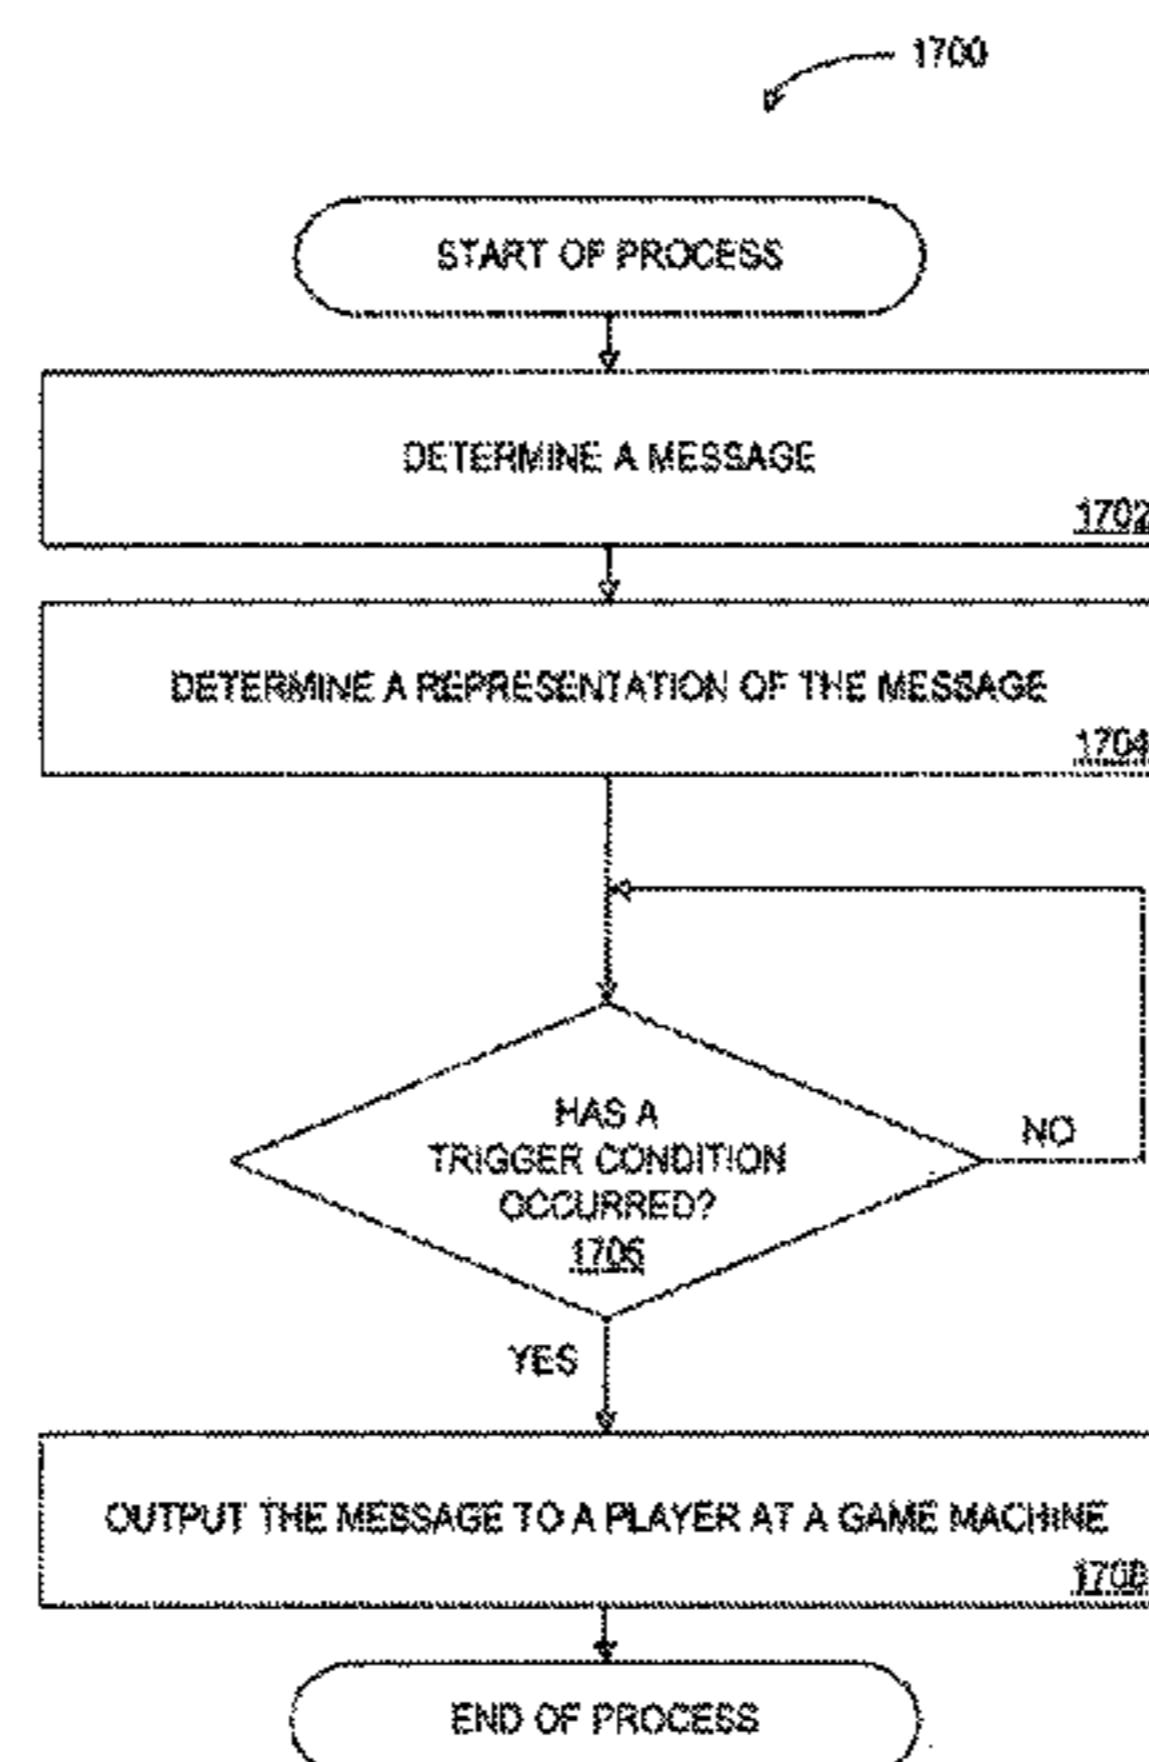 1700
START OF PROCESS
DETERMINE A MESSAGE
1702
DETERMINE A REPRESENTATION OF THE MESSAGE
1704
HAS A
TRIGGER CONDITION
OCCURRED?
1706
NO
YES
OUTPUT THE MESSAGE TO A PLAYER AT A GAME MACHINE
1708
END OF PROCESS